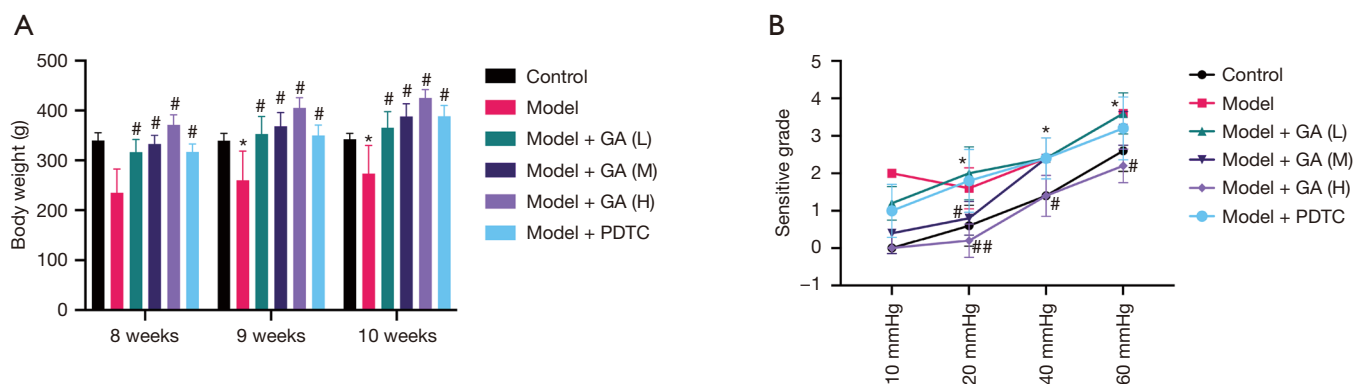 A
Body weight (g)
500
400
300
200
100
0
# # # #
* # # # #
* # # # #
8 weeks
9 weeks
10 weeks
Control
Model
Model + GA (L)
Model + GA (M)
Model + GA (H)
Model + PDTC
B
Sensitive grade
5
4
3
2
1
0
−1
*
#
##
*
#
*
#
10 mmHg
20 mmHg
40 mmHg
60 mmHg
Control
Model
Model + GA (L)
Model + GA (M)
Model + GA (H)
Model + PDTC